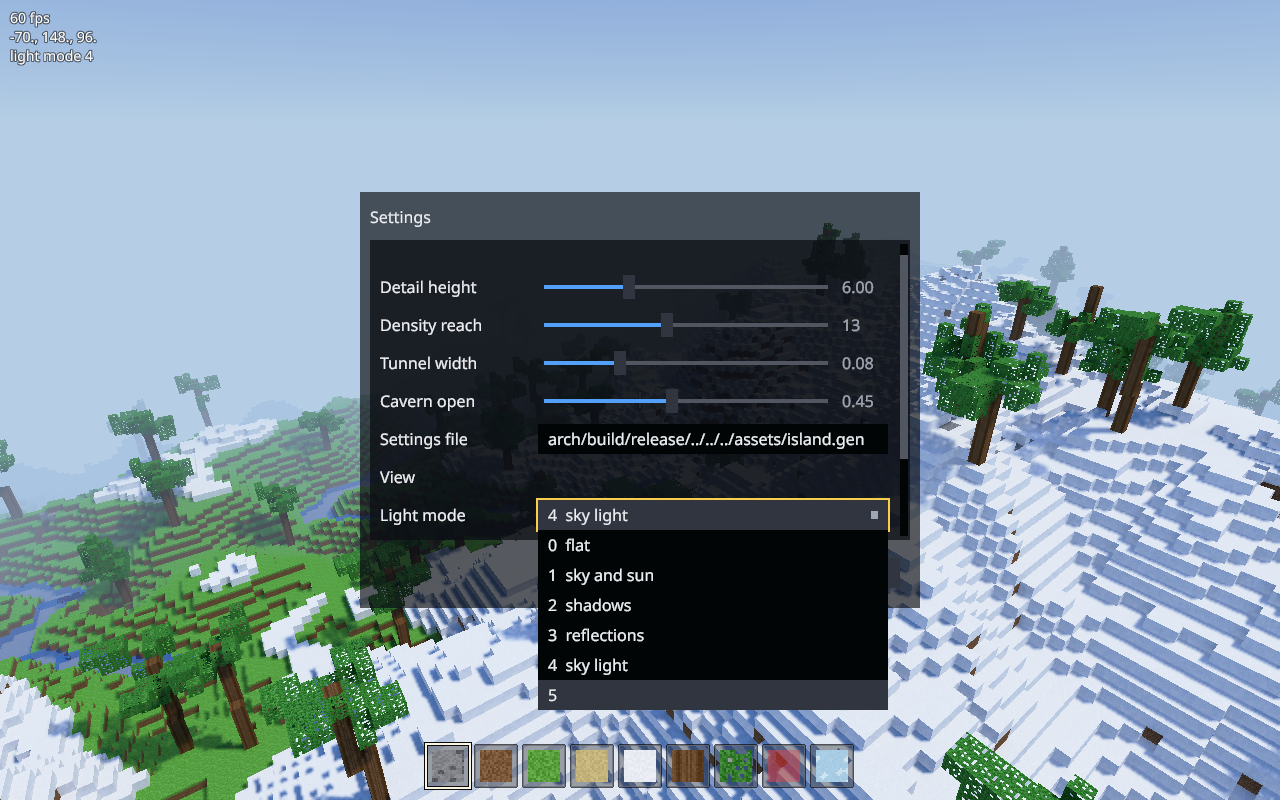 60 fps
-70., 148., 96.
light mode 4
Settings
Detail height 6.00
Density reach 13
Tunnel width 0.08
Cavern open 0.45
Settings file arch/build/release/../../../assets/island.gen
View
Light mode 4 sky light
0 flat
1 sky and sun
2 shadows
3 reflections
4 sky light
5